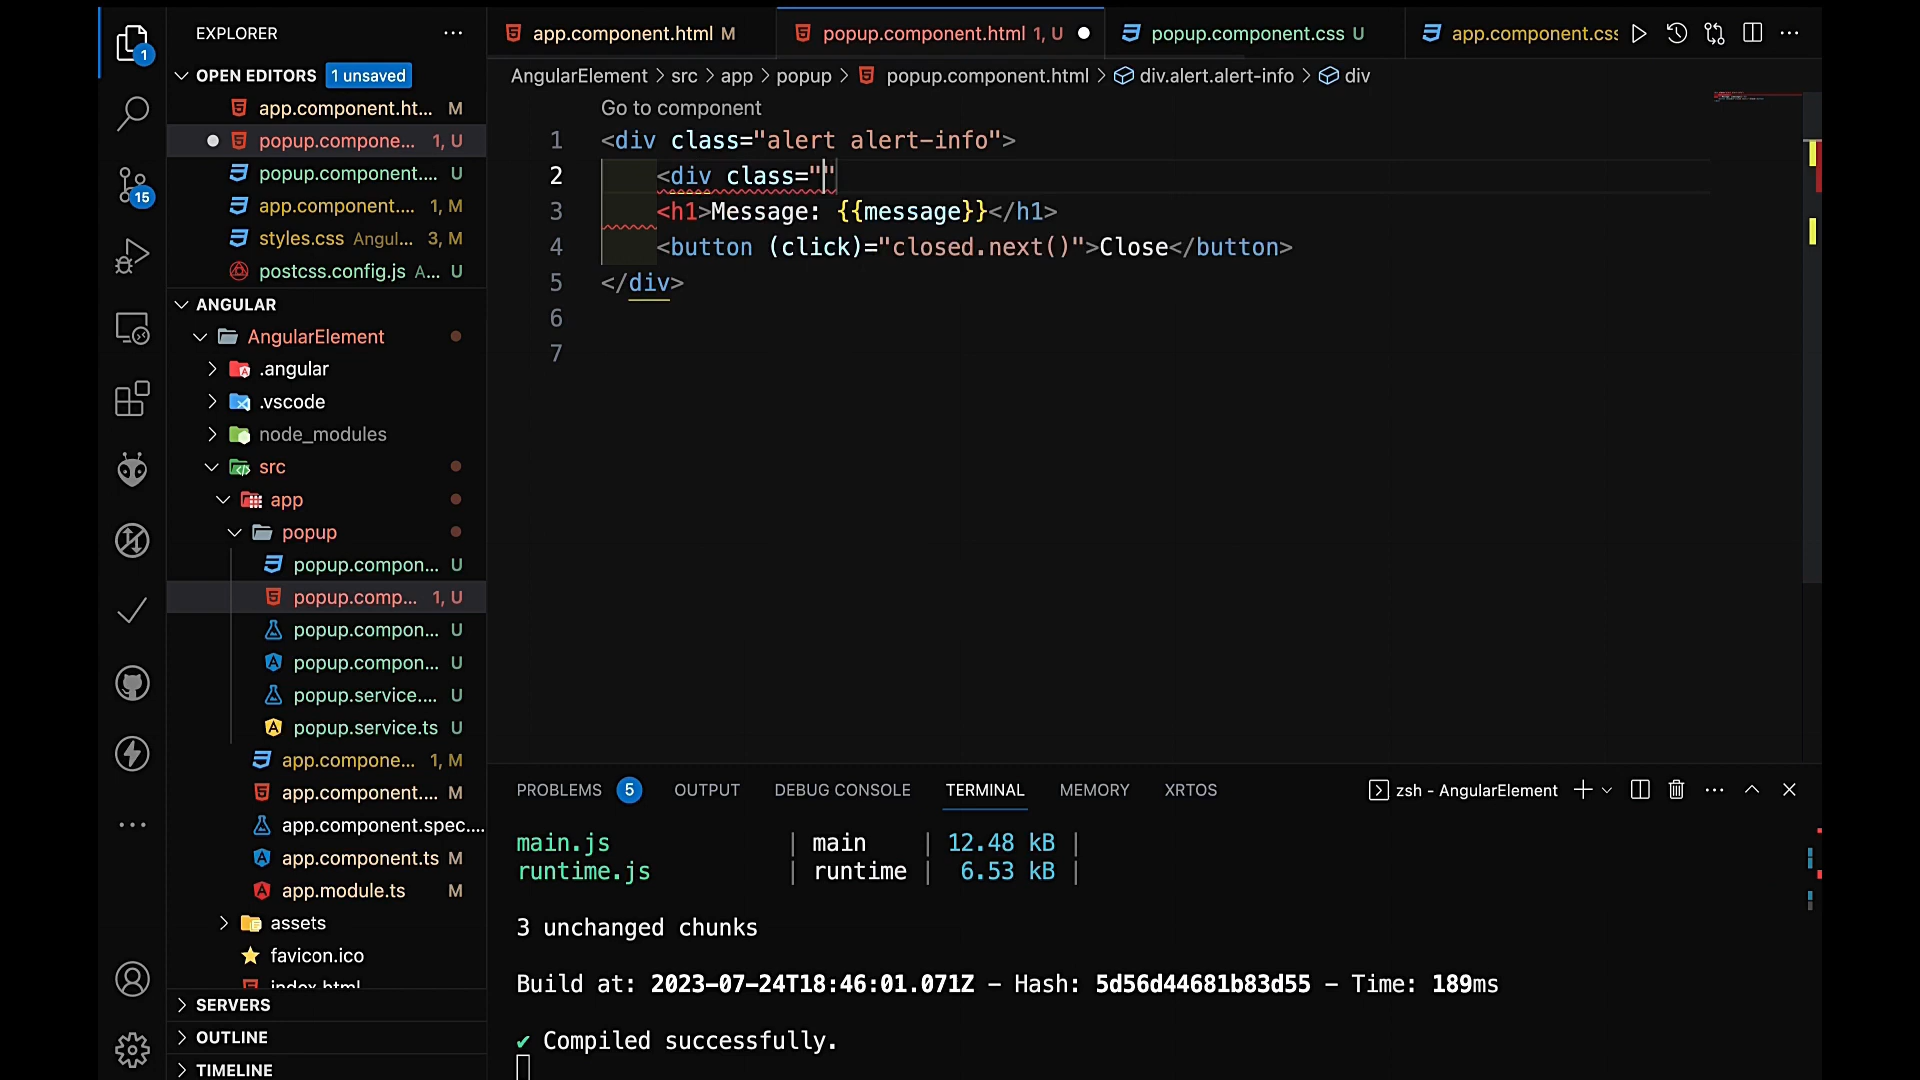 1
15
EXPLORER
OPEN EDITORS 1 unsaved
app.component.ht... M
popup.compone... 1, U
popup.component.... U
app.component.... 1, M
styles.css Angul... 3, M
postcss.config.js A... U
ANGULAR
AngularElement
.angular
.vscode
node_modules
src
app
popup
popup.compon... U
popup.comp... 1, U
popup.compon... U
popup.compon... U
popup.service.... U
popup.service.ts U
app.compone... 1, M
app.component.... M
app.component.spec....
app.component.ts M
app.module.ts M
assets
favicon.ico
index.html
SERVERS
OUTLINE
TIMELINE
app.component.html M
popup.component.html 1, U
popup.component.css U
app.component.css
AngularElement > src > app > popup > popup.component.html > div.alert.alert-info > div
Go to component
1 <div class="alert alert-info">
2 <div class=""
3 <h1>Message: {{message}}</h1>
4 <button (click)="closed.next()">Close</button>
5 </div>
6
7
PROBLEMS 5 OUTPUT DEBUG CONSOLE TERMINAL MEMORY XRTOS
zsh - AngularElement
main.js | main | 12.48 kB |
runtime.js | runtime | 6.53 kB |
3 unchanged chunks
Build at: 2023-07-24T18:46:01.071Z - Hash: 5d56d44681b83d55 - Time: 189ms
✔ Compiled successfully.